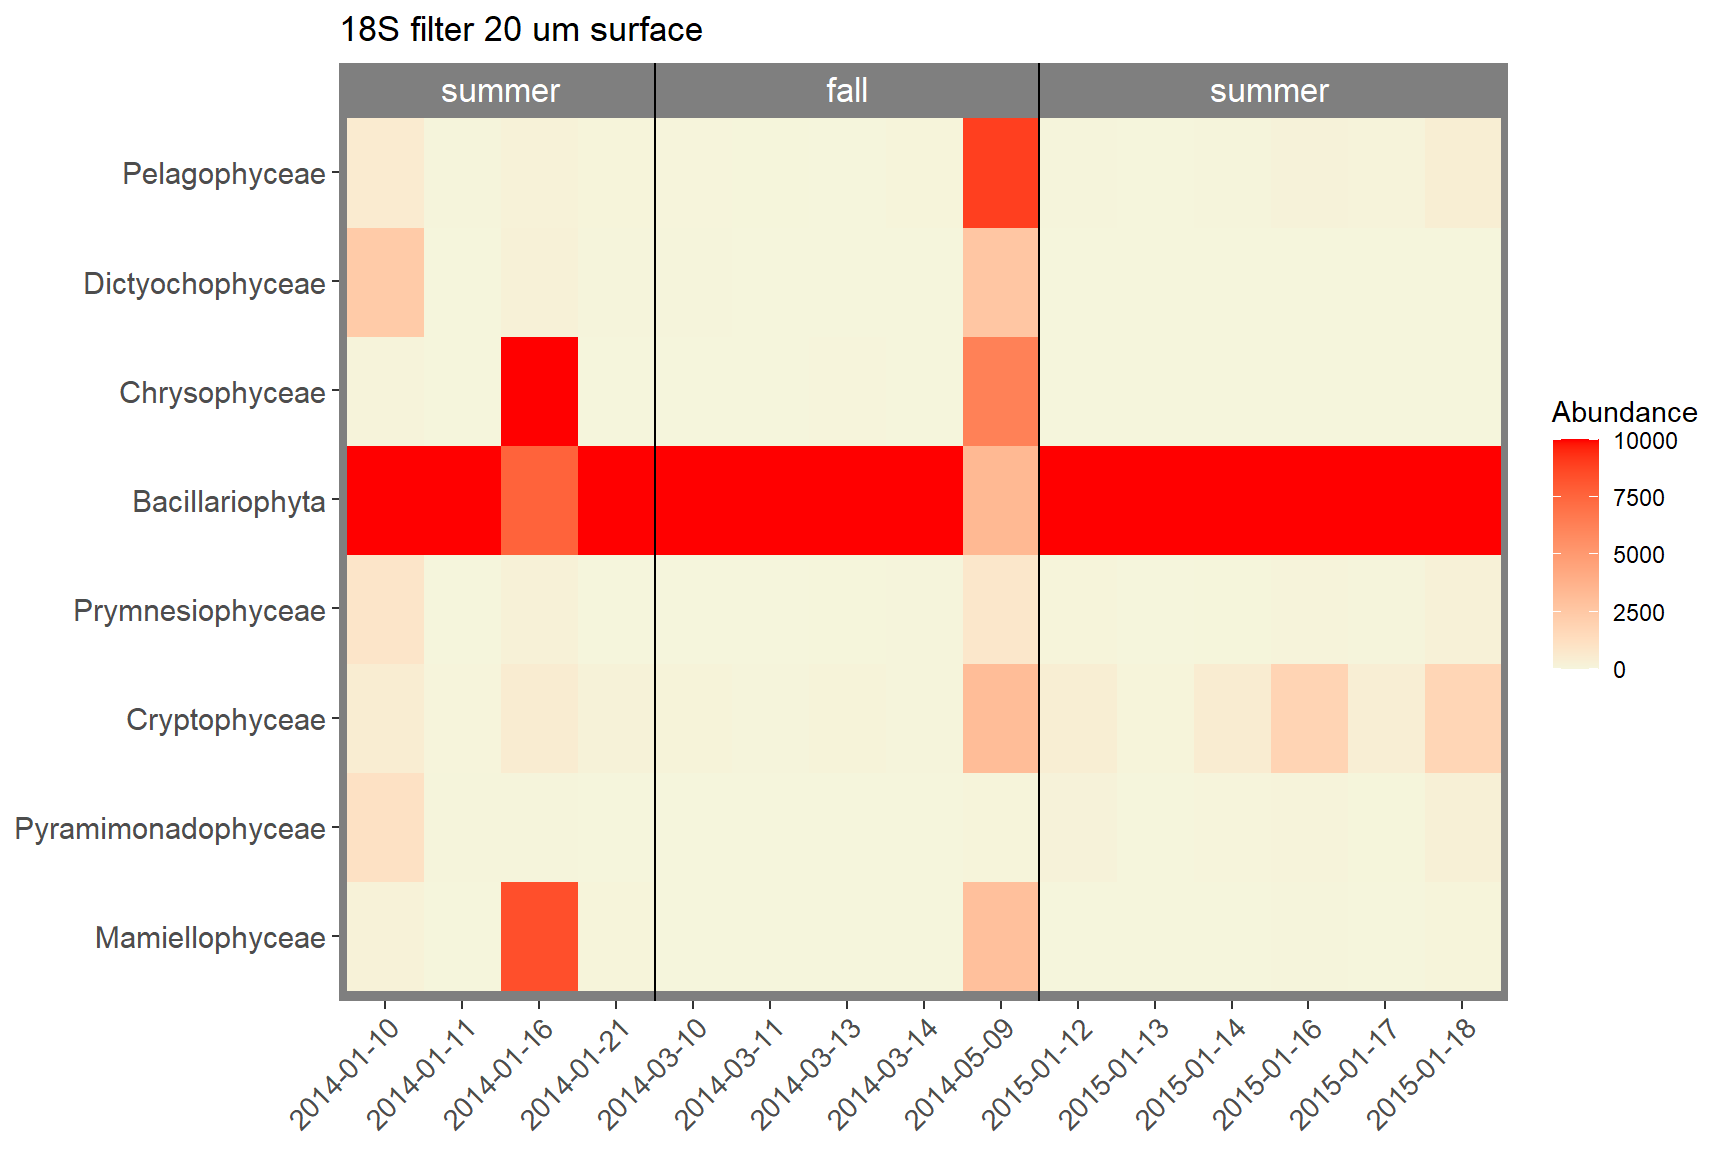 18S filter 20 um surface
summer fall summer
Pelagophyceae
Dictyochophyceae
Chrysophyceae
Bacillariophyta
Prymnesiophyceae
Cryptophyceae
Pyramimonadophyceae
Mamiellophyceae
2014-01-10
2014-01-11
2014-01-16
2014-01-21
2014-03-10
2014-03-11
2014-03-13
2014-03-14
2014-05-09
2015-01-12
2015-01-13
2015-01-14
2015-01-16
2015-01-17
2015-01-18
Abundance
10000
7500
5000
2500
0